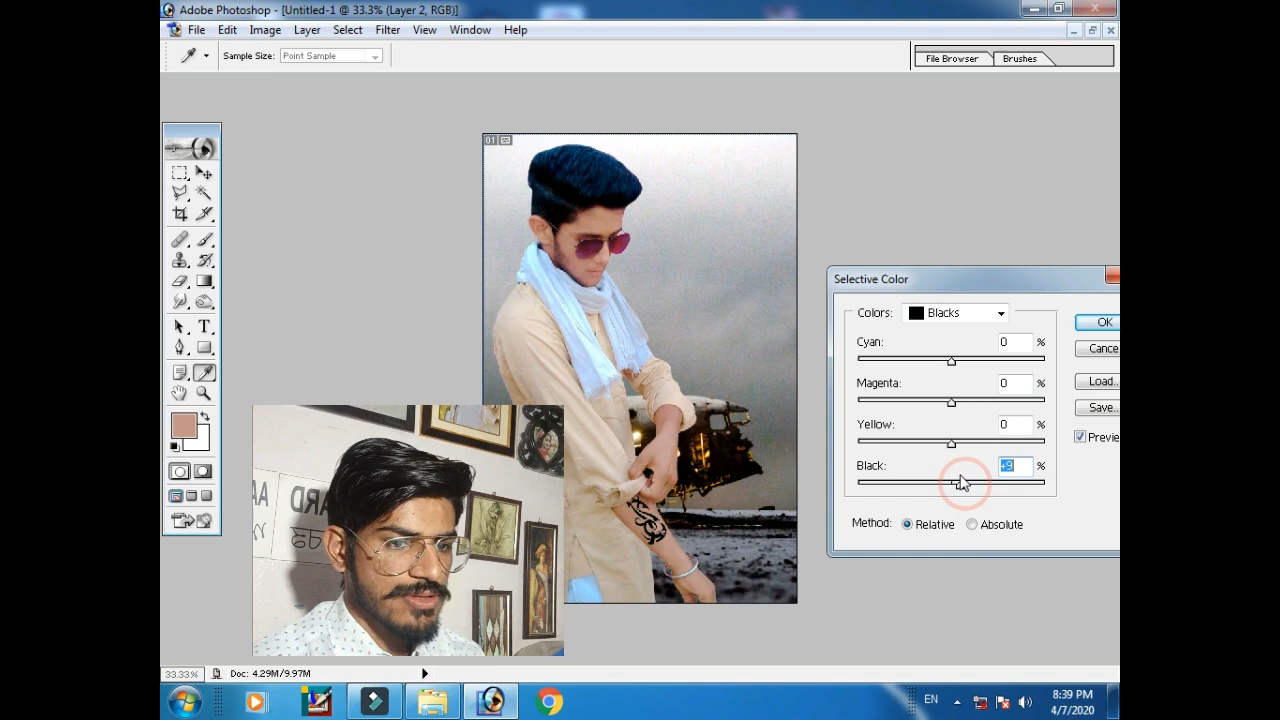 Adobe Photoshop - [Untitled-1 @ 33.3% (Layer 2, RGB)]
File Edit Image Layer Select Filter View Window Help
Sample Size: Point Sample
File Browser Brushes
01
Selective Color
Colors: Blacks
Cyan: 0 %
Magenta: 0 %
Yellow: 0 %
Black: +9 %
Method: Relative Absolute
OK
Cance
Load..
Save..
Previe
T
33.33% Doc: 4.29M/9.97M
EN
8:39 PM
4/7/2020